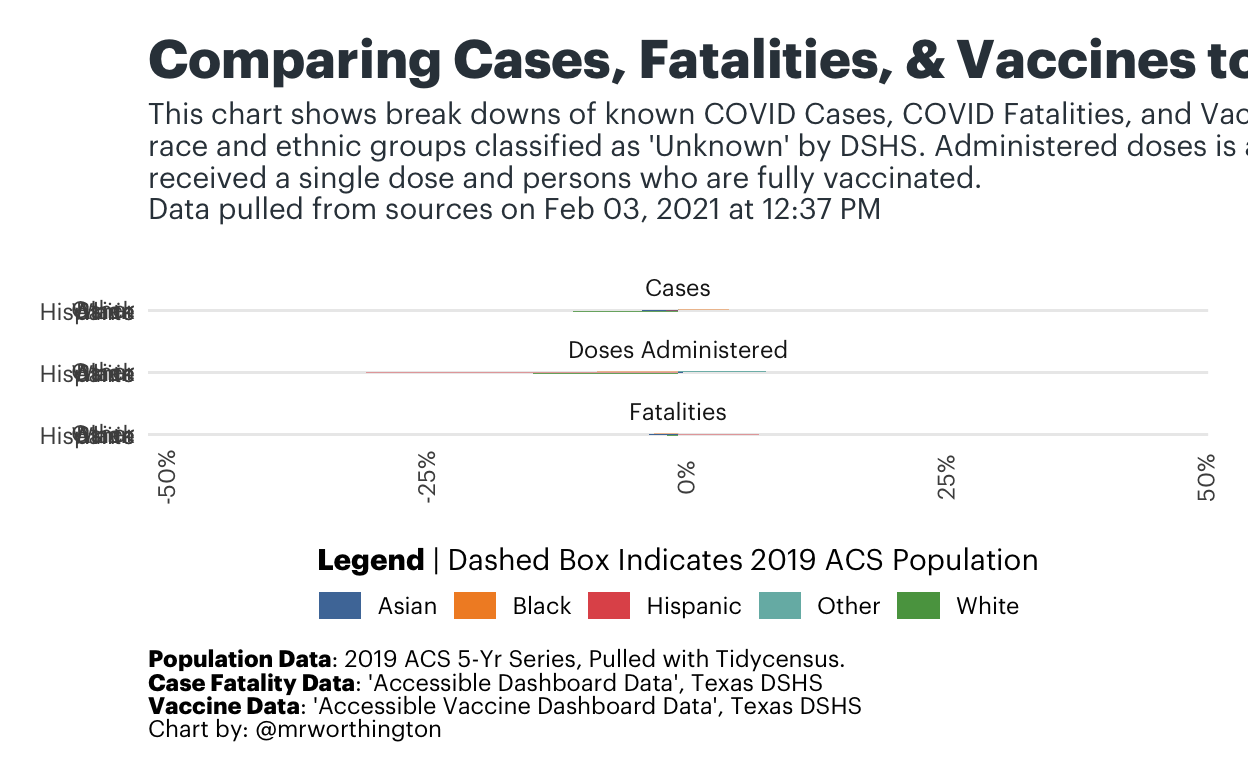 Comparing Cases, Fatalities, & Vaccines to
This chart shows break downs of known COVID Cases, COVID Fatalities, and Vac
race and ethnic groups classified as 'Unknown' by DSHS. Administered doses is a
received a single dose and persons who are fully vaccinated.
Data pulled from sources on Feb 03, 2021 at 12:37 PM
Cases
Doses Administered
Fatalities
-50%
-25%
0%
25%
50%
Legend | Dashed Box Indicates 2019 ACS Population
Asian
Black
Hispanic
Other
White
Population Data: 2019 ACS 5-Yr Series, Pulled with Tidycensus.
Case Fatality Data: 'Accessible Dashboard Data', Texas DSHS
Vaccine Data: 'Accessible Vaccine Dashboard Data', Texas DSHS
Chart by: @mrworthington